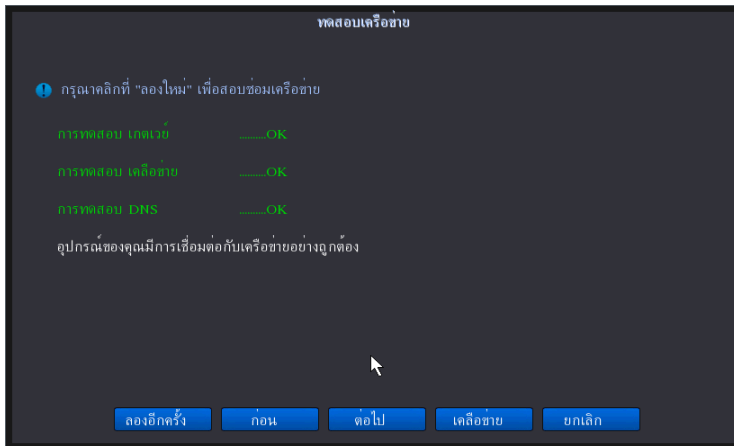 ทดสอบเครือข่าย
กรุณาคลิกที่ "ลองใหม่" เพื่อสอบซ่อมเครือข่าย
การทดสอบ เกตเวย์ .........OK
การทดสอบ เคลือข่าย .........OK
การทดสอบ DNS .........OK
อุปกรณ์ของคุณมีการเชื่อมต่อกับเครือข่ายอย่างถูกต้อง
ลองอีกครั้ง ก่อน ต่อไป เคลือข่าย ยกเลิก